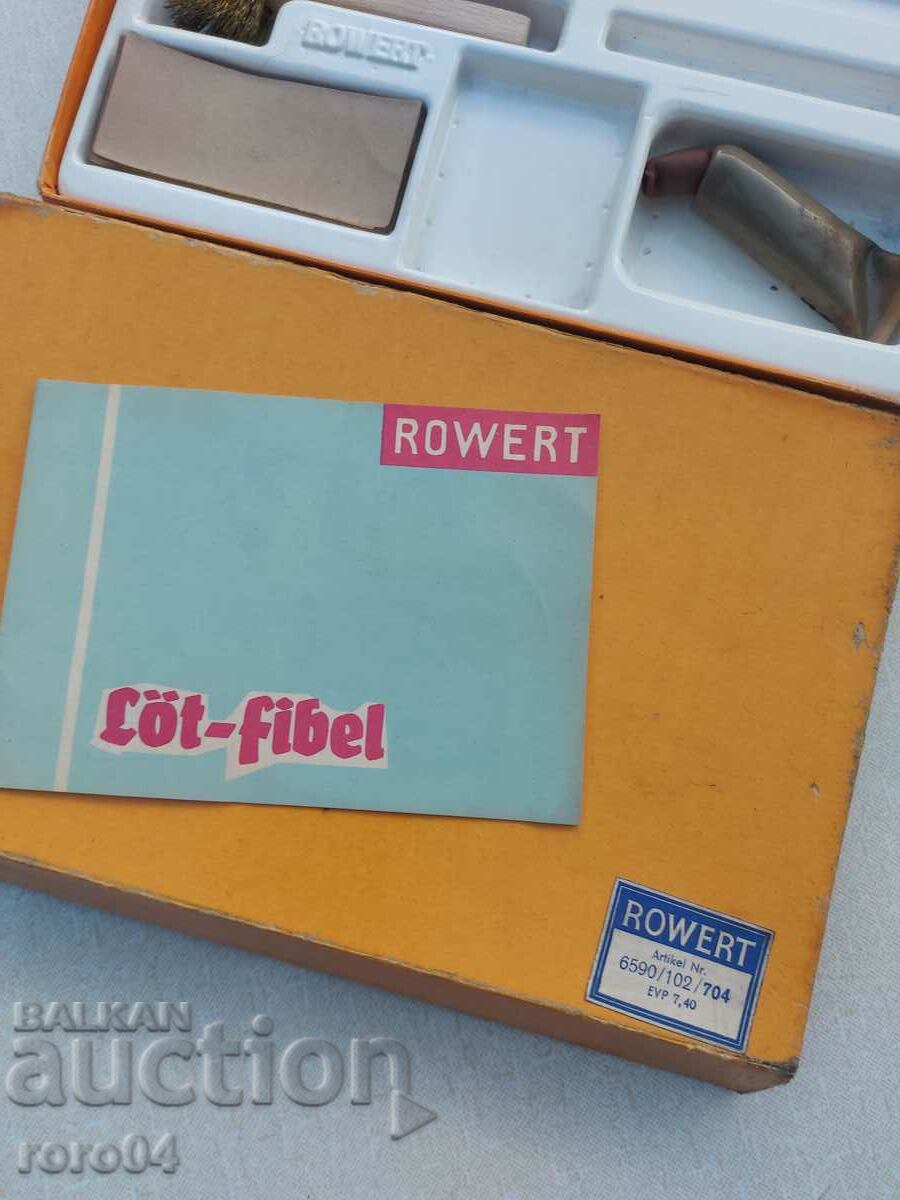 ROWERT
ROWERT
Löt-fibel
ROWERT
Artikel Nr.
6590/102/704
EVP 7,40
BALKAN
auction
roro04